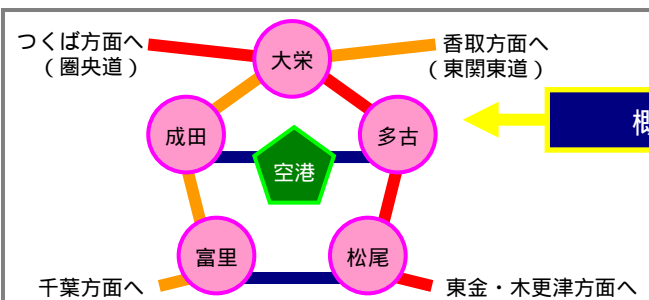 つくば方面へ
（圏央道）
大栄
香取方面へ
（東関東道）
成田
多古
概
空港
富里
松尾
千葉方面へ
東金・木更津方面へ